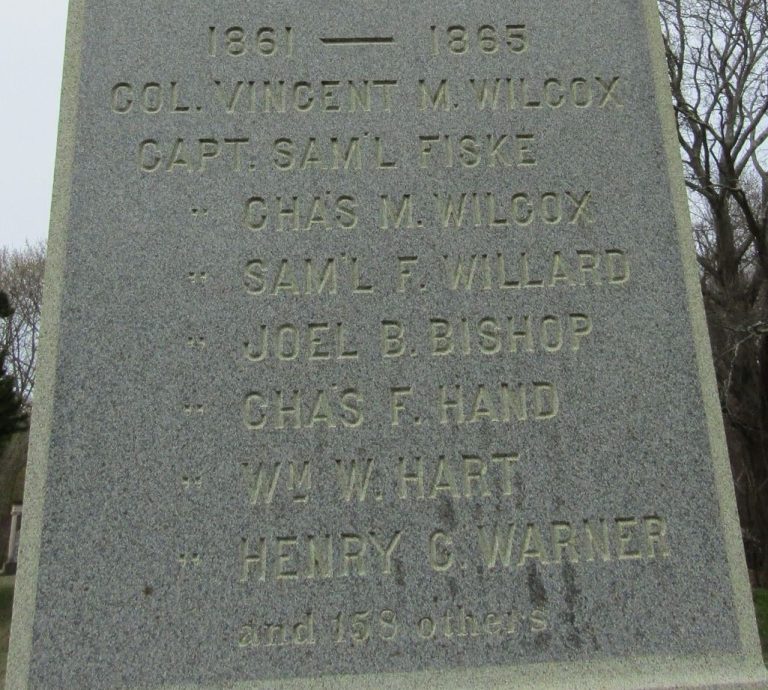 1861 — 1865
COL. VINCENT M. WILCOX
CAPT. SAM'L FISKE
" CHAS M. WILCOX
" SAM'L F. WILLARD
" JOEL B. BISHOP
" CHAS F. HAND
" WM W. HART
" HENRY C. WARNER
and 158 others